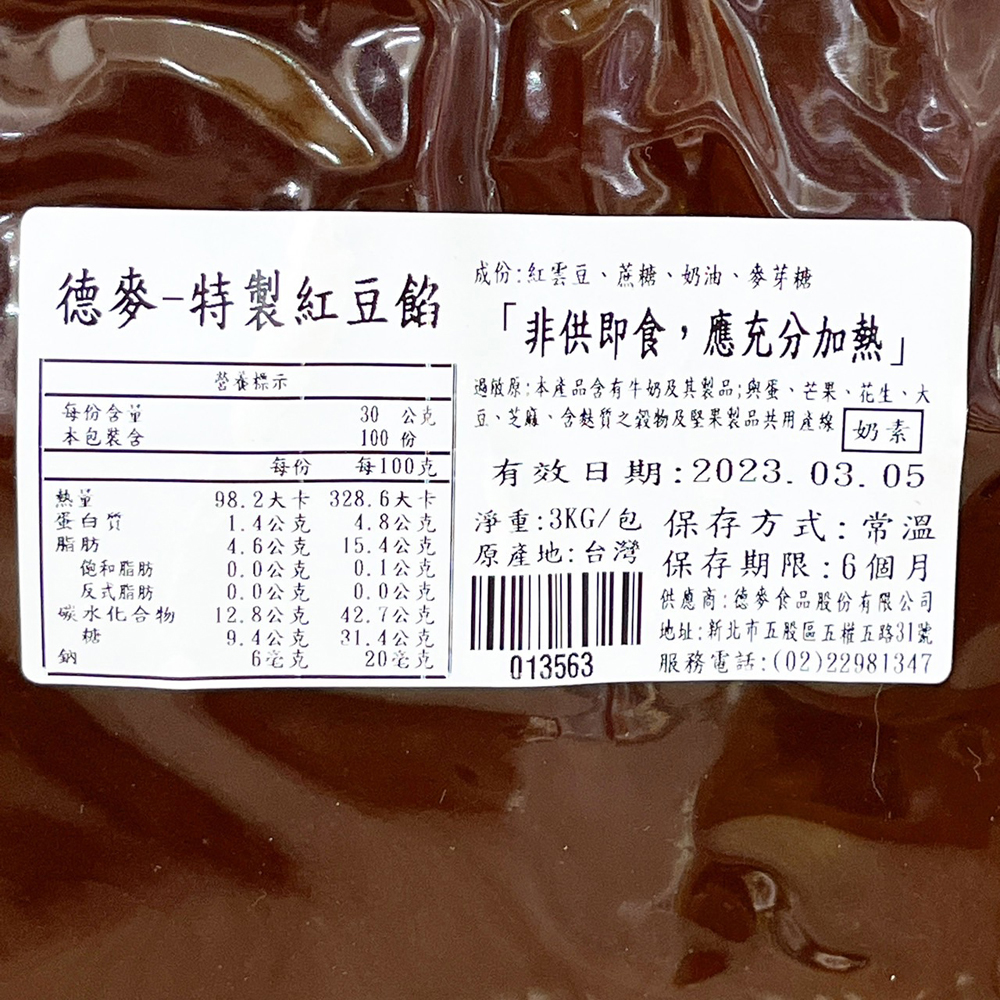 德麥-特製紅豆餡
營養標示
每份含量 30 公克
本包裝含 100 份
每份 每100克
熱量 98.2大卡 328.6大卡
蛋白質 1.4公克 4.8公克
脂肪 4.6公克 15.4公克
飽和脂肪 0.0公克 0.1公克
反式脂肪 0.0公克 0.0公克
碳水化合物 12.8公克 42.7公克
糖 9.4公克 31.4公克
鈉 6毫克 20毫克
成份:紅雲豆、蔗糖、奶油、麥芽糖
「非供即食,應充分加熱」
過敏原:本產品含有牛奶及其製品;與蛋、芒果、花生、大
豆、芝麻、含麩質之穀物及堅果製品共用產線
奶素
有效日期:2023.03.05
淨重:3KG/包
原產地:台灣
013563
保存方式:常溫
保存期限:6個月
供應商:德麥食品股份有限公司
地址:新北市五股區五權五路31號
服務電話:(02)22981347